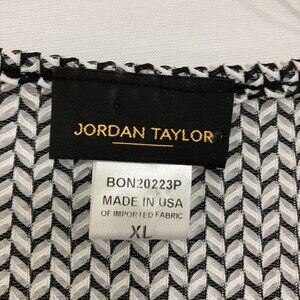 JORDAN TAYLOR
BON20223P
MADE IN USA
OF IMPORTED FABRIC
XL